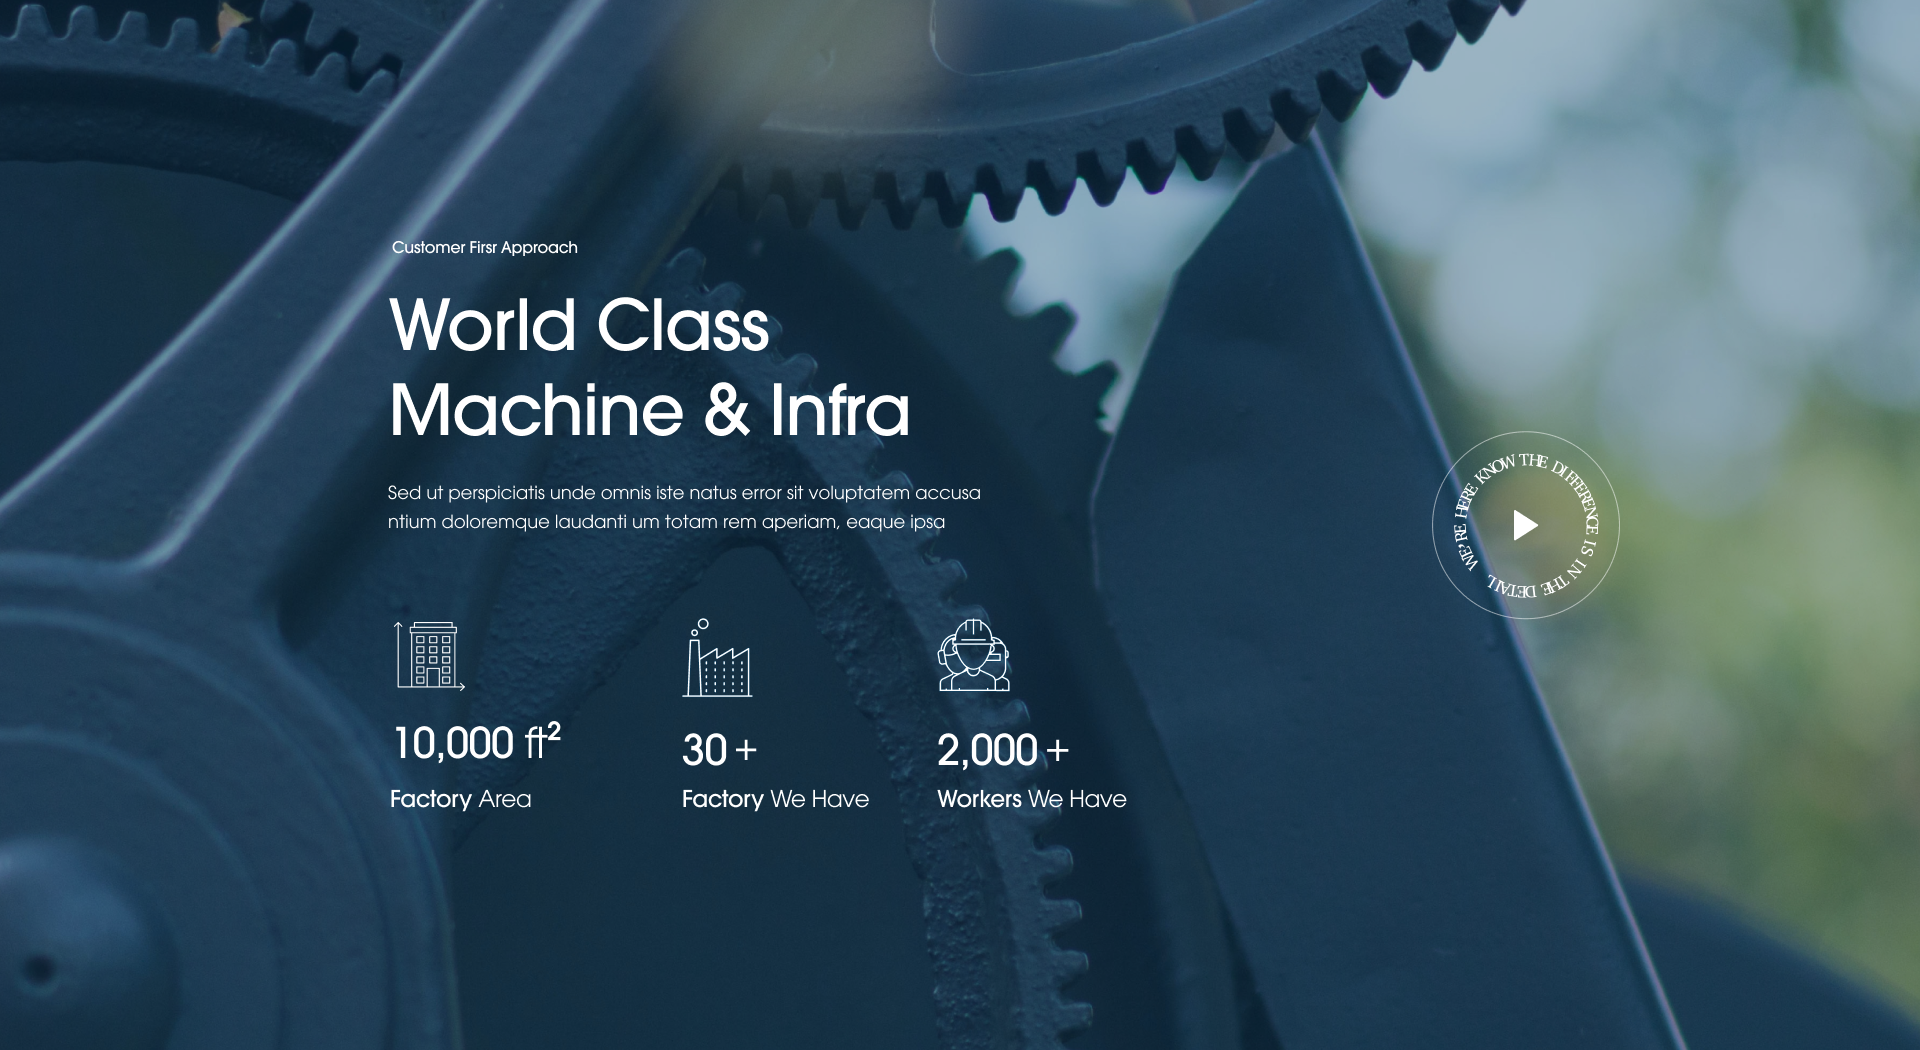 Customer Firsr Approach
World Class
Machine & Infra
Sed ut perspiciatis unde omnis iste natus error sit voluptatem accusa
ntium doloremque laudanti um totam rem aperiam, eaque ipsa
WE'RE HERE KNOW THE DIFFERENCE IS IN THE DETAIL
10,000 ft²
30 +
2,000 +
Factory Area
Factory We Have
Workers We Have